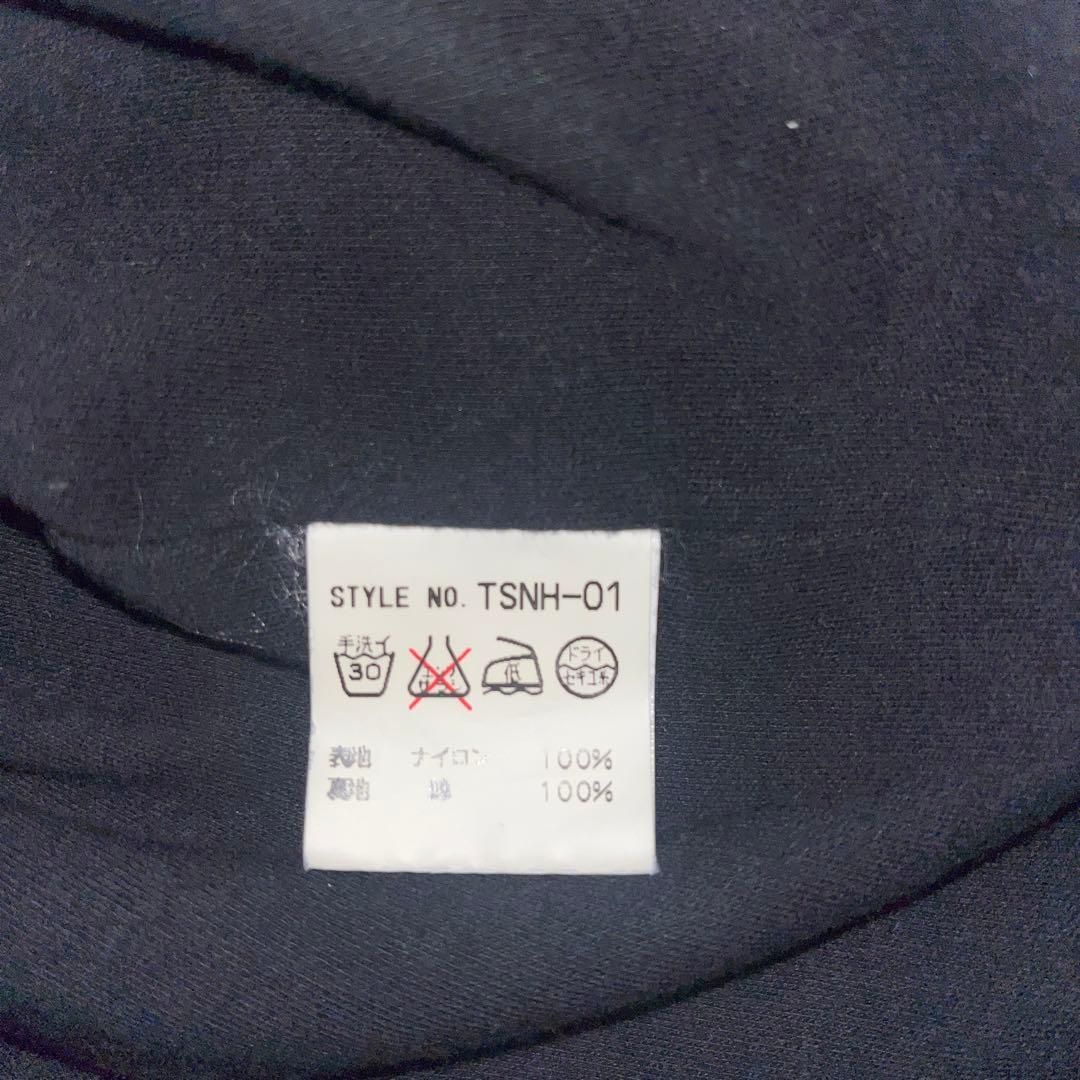 STYLE NO. TSNH-01
手洗イ 30 低 ドライ セキユ系
表地 ナイロン 100%
裏地 綿 100%